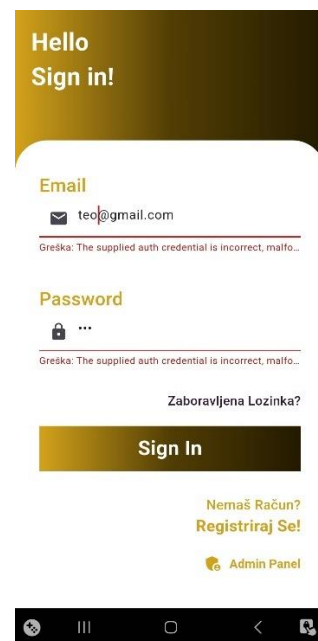 Hello
Sign in!
Email
teo@gmail.com
Greška: The supplied auth credential is incorrect, malfo...
Password
•••
Greška: The supplied auth credential is incorrect, malfo...
Zaboravljena Lozinka?
Sign In
Nemaš Račun?
Registriraj Se!
Admin Panel